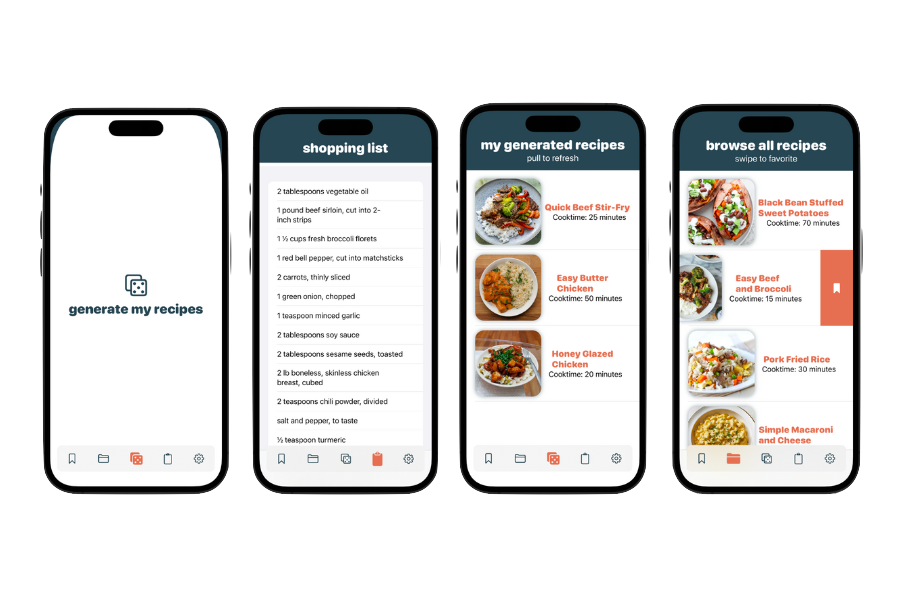 generate my recipes
shopping list
2 tablespoons vegetable oil
1 pound beef sirloin, cut into 2-
inch strips
1 ½ cups fresh broccoli florets
1 red bell pepper, cut into matchsticks
2 carrots, thinly sliced
1 green onion, chopped
1 teaspoon minced garlic
2 tablespoons soy sauce
2 tablespoons sesame seeds, toasted
2 lb boneless, skinless chicken
breast, cubed
2 teaspoons chili powder, divided
salt and pepper, to taste
½ teaspoon turmeric
my generated recipes
pull to refresh
Quick Beef Stir-Fry
Cooktime: 25 minutes
Easy Butter
Chicken
Cooktime: 50 minutes
Honey Glazed
Chicken
Cooktime: 20 minutes
browse all recipes
swipe to favorite
Black Bean Stuffed
Sweet Potatoes
Cooktime: 70 minutes
Easy Beef
and Broccoli
Cooktime: 15 minutes
Pork Fried Rice
Cooktime: 30 minutes
Simple Macaroni
and Cheese